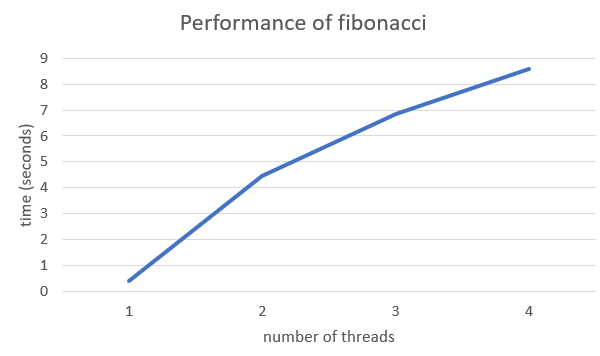 Performance of fibonacci
9
8
7
6
5
4
3
2
1
0
time (seconds)
1 2 3 4
number of threads